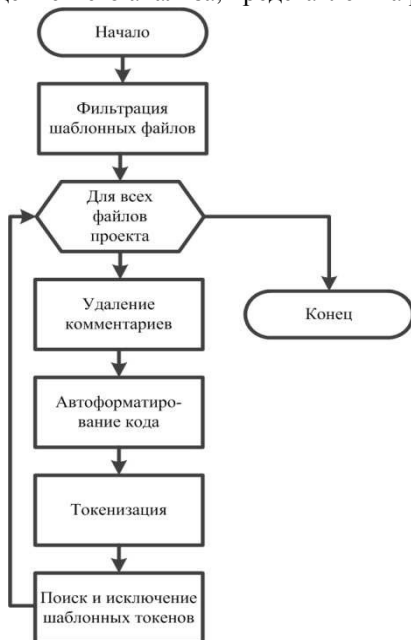 Начало
Фильтрация
шаблонных файлов
Для всех
файлов
проекта
Удаление
комментариев
Конец
Автоформатиро-
вание кода
Токенизация
Поиск и исключение
шаблонных токенов